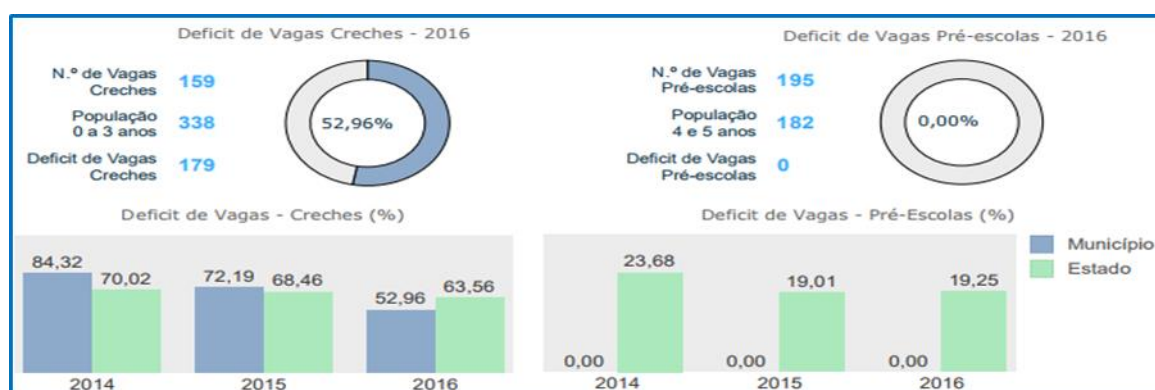 Deficit de Vagas Creches - 2016
N.º de Vagas
Creches
159
População
0 a 3 anos
338
Deficit de Vagas
Creches
179
52,96%
Deficit de Vagas Pré-escolas - 2016
N.º de Vagas
Pré-escolas
195
População
4 e 5 anos
182
Deficit de Vagas
Pré-escolas
0
0,00%
Deficit de Vagas - Creches (%)
84,32
70,02
72,19
68,46
52,96
63,56
2014
2015
2016
Deficit de Vagas - Pré-Escolas (%)
0,00
23,68
0,00
19,01
0,00
19,25
2014
2015
2016
Município
Estado